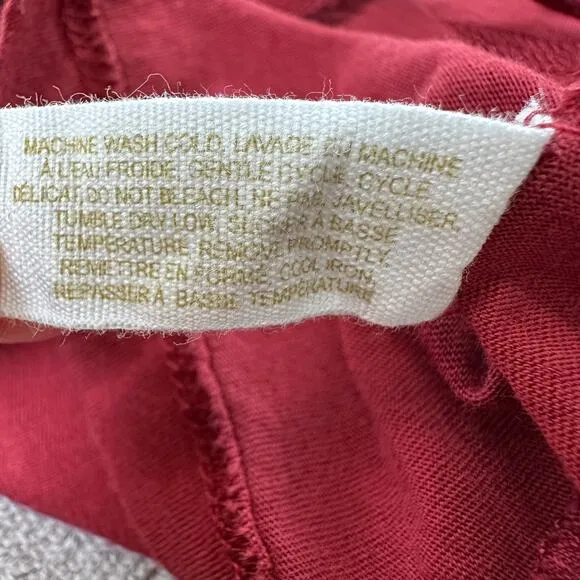 MACHINE WASH COLD, LAVAGE EN MACHINE
À L'EAU FROIDE, GENTLE CYCLE, CYCLE
DÉLICAT, DO NOT BLEACH, NE PAS JAVELLISER,
TUMBLE DRY LOW, SÉCHER À BASSE
TEMPÉRATURE, REMOVE PROMPTLY,
REMETTRE EN FORME, COOL IRON,
REPASSER À BASSE TEMPÉRATURE